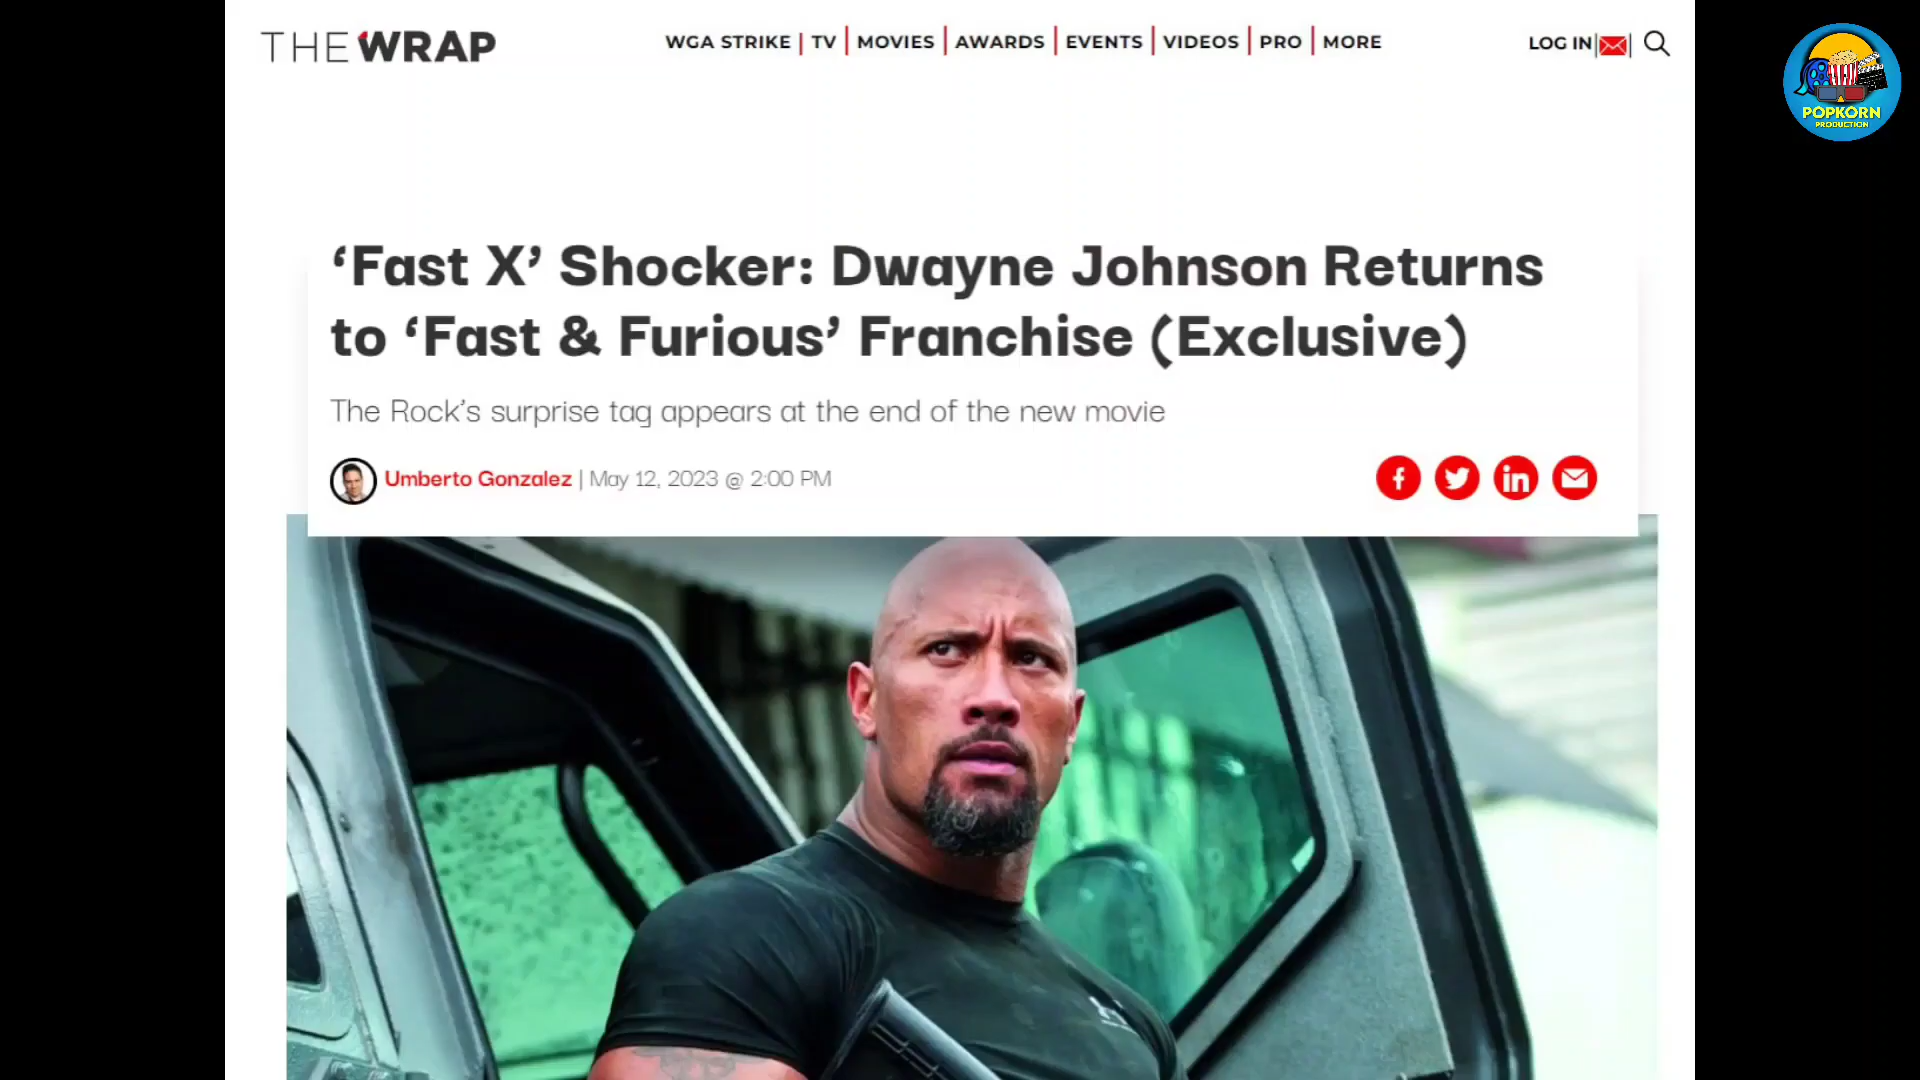 THE WRAP
WGA STRIKE | TV | MOVIES | AWARDS | EVENTS | VIDEOS | PRO | MORE
LOG IN
POPKORN
PRODUCTION
‘Fast X’ Shocker: Dwayne Johnson Returns
to ‘Fast & Furious’ Franchise (Exclusive)
The Rock’s surprise tag appears at the end of the new movie
Umberto Gonzalez | May 12, 2023 @ 2:00 PM